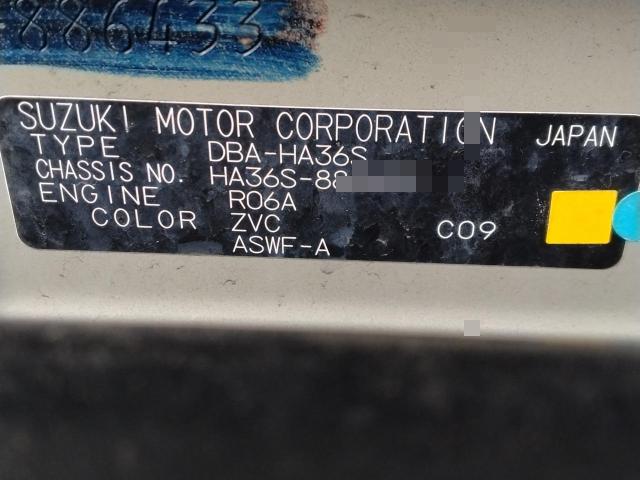 886433
SUZUKI MOTOR CORPORATION JAPAN
TYPE DBA-HA36S
CHASSIS NO. HA36S-88
ENGINE R06A
COLOR ZVC
ASWF-A C09